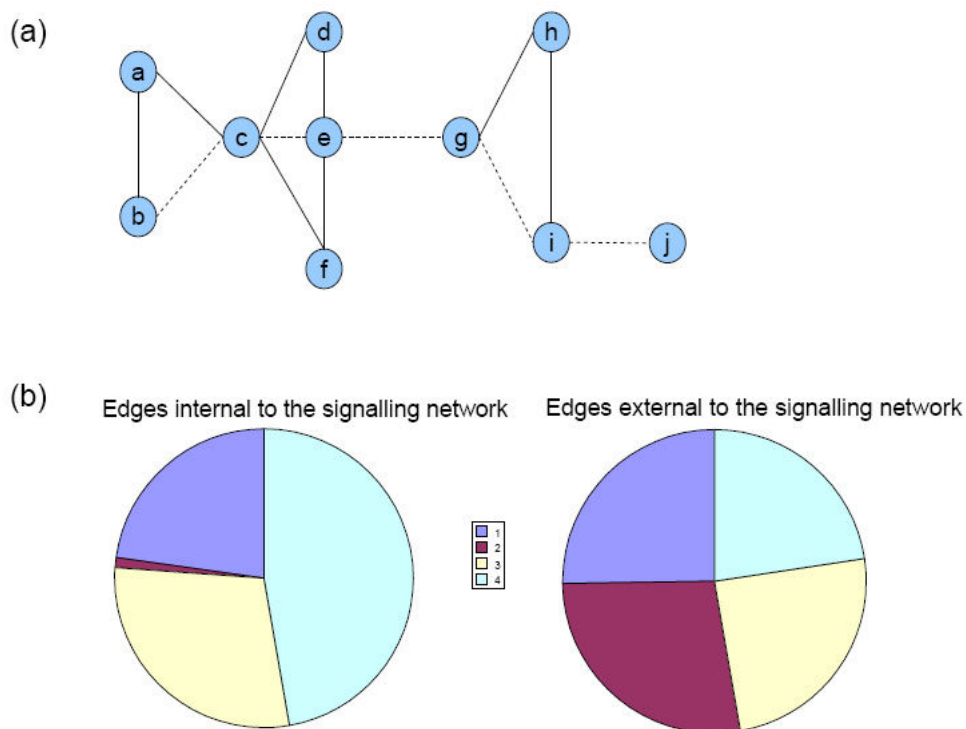 (a)
d
h
a
c
e
g
b
f
i
j
(b)
Edges internal to the signalling network
Edges external to the signalling network
1
2
3
4